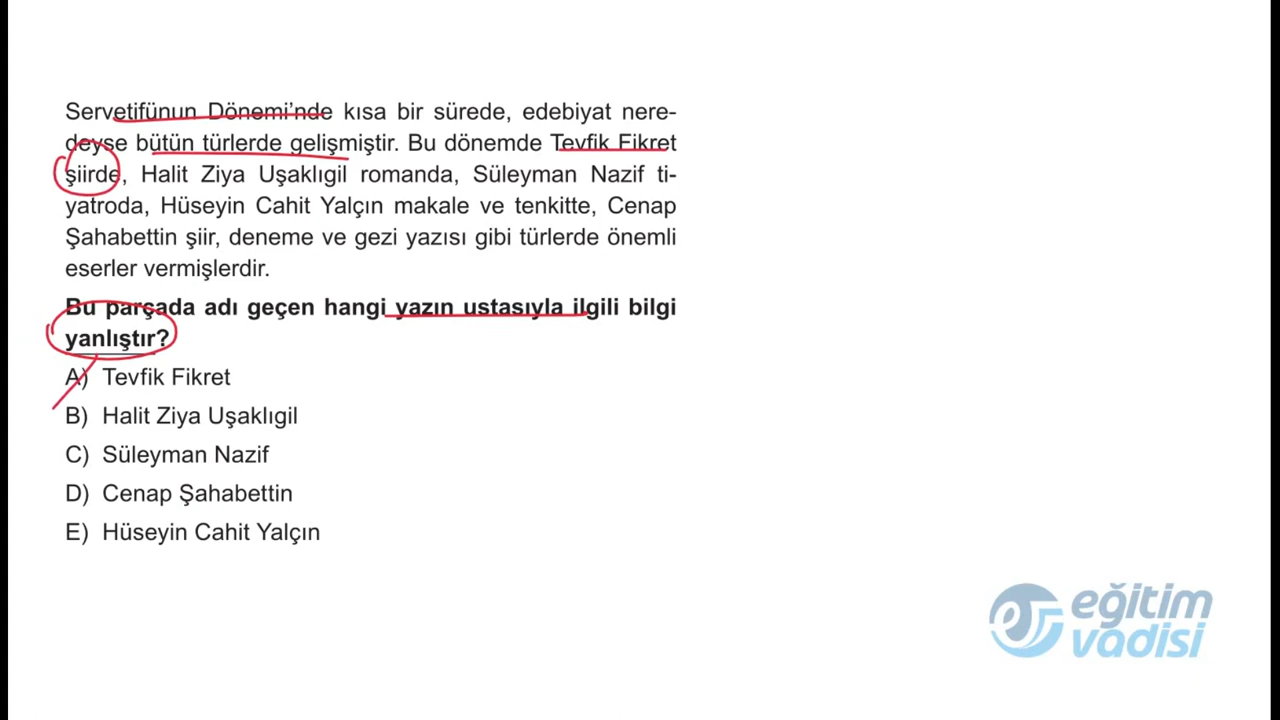 Servetifünun Dönemi’nde kısa bir sürede, edebiyat nere-
deyse bütün türlerde gelişmiştir. Bu dönemde Tevfik Fikret
şiirde, Halit Ziya Uşaklıgil romanda, Süleyman Nazif ti-
yatroda, Hüseyin Cahit Yalçın makale ve tenkitte, Cenap
Şahabettin şiir, deneme ve gezi yazısı gibi türlerde önemli
eserler vermişlerdir.
Bu parçada adı geçen hangi yazın ustasıyla ilgili bilgi
yanlıştır?
A) Tevfik Fikret
B) Halit Ziya Uşaklıgil
C) Süleyman Nazif
D) Cenap Şahabettin
E) Hüseyin Cahit Yalçın
eğitim
vadisi